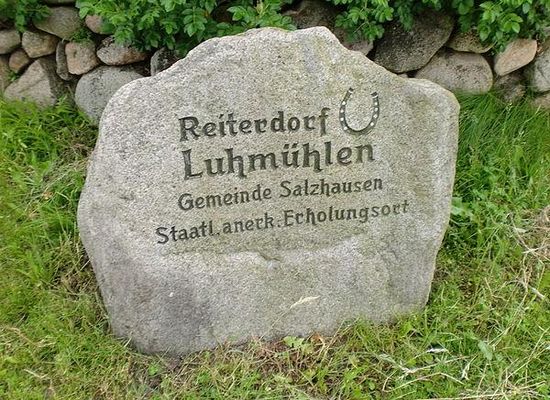 Reiterdorf
Luhmühlen
Gemeinde Salzhausen
Staatl. anerk. Erholungsort